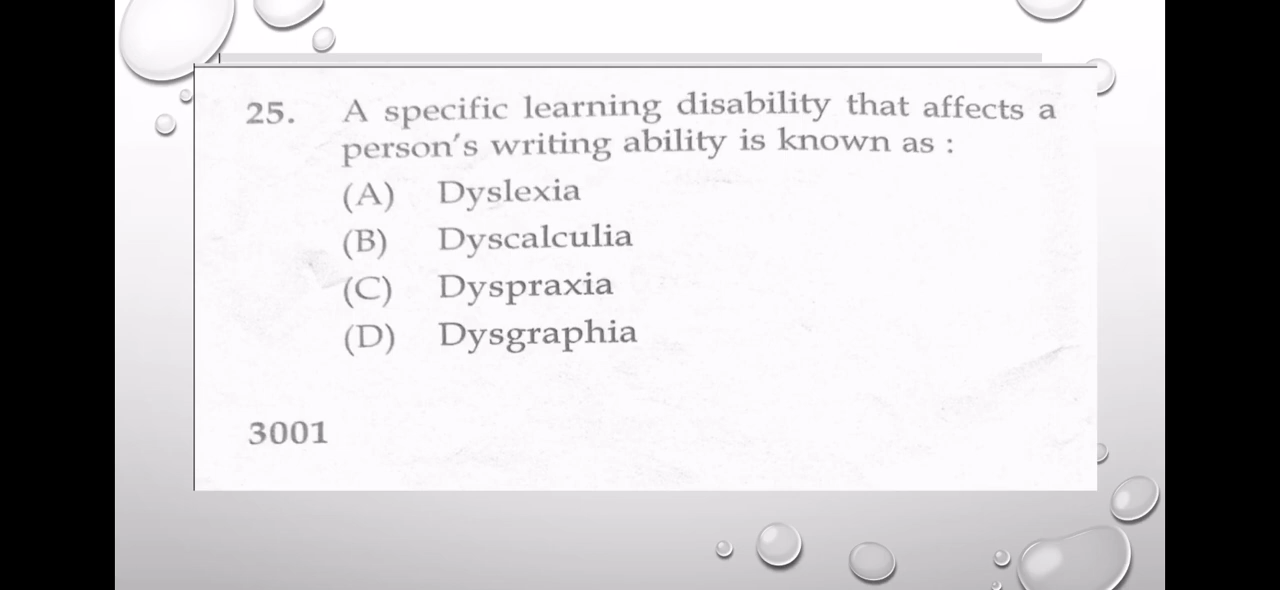 25. A specific learning disability that affects a
person's writing ability is known as :
(A) Dyslexia
(B) Dyscalculia
(C) Dyspraxia
(D) Dysgraphia
3001